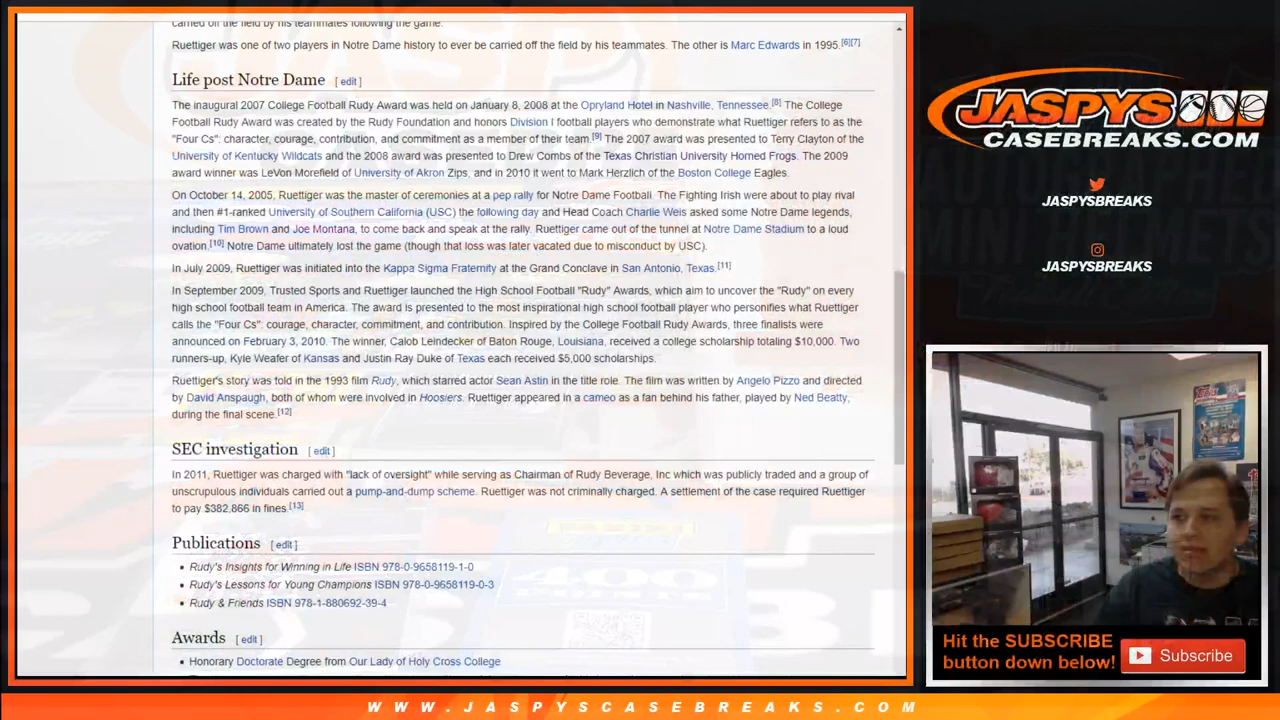 carried off the field by his teammates following the game.
Ruettiger was one of two players in Notre Dame history to ever be carried off the field by his teammates. The other is Marc Edwards in 1995.[6][7]
Life post Notre Dame [ edit ]
The inaugural 2007 College Football Rudy Award was held on January 8, 2008 at the Opryland Hotel in Nashville, Tennessee.[8] The College
Football Rudy Award was created by the Rudy Foundation and honors Division I football players who demonstrate what Ruettiger refers to as the
"Four Cs": character, courage, contribution, and commitment as a member of their team.[9] The 2007 award was presented to Terry Clayton of the
University of Kentucky Wildcats and the 2008 award was presented to Drew Combs of the Texas Christian University Horned Frogs. The 2009
award winner was LeVon Morefield of University of Akron Zips, and in 2010 it went to Mark Herzlich of the Boston College Eagles.
On October 14, 2005, Ruettiger was the master of ceremonies at a pep rally for Notre Dame Football. The Fighting Irish were about to play rival
and then #1-ranked University of Southern California (USC) the following day and Head Coach Charlie Weis asked some Notre Dame legends,
including Tim Brown and Joe Montana, to come back and speak at the rally. Ruettiger came out of the tunnel at Notre Dame Stadium to a loud
ovation.[10] Notre Dame ultimately lost the game (though that loss was later vacated due to misconduct by USC).
In July 2009, Ruettiger was initiated into the Kappa Sigma Fraternity at the Grand Conclave in San Antonio, Texas.[11]
In September 2009, Trusted Sports and Ruettiger launched the High School Football "Rudy" Awards, which aim to uncover the "Rudy" on every
high school football team in America. The award is presented to the most inspirational high school football player who personifies what Ruettiger
calls the "Four Cs": courage, character, commitment, and contribution. Inspired by the College Football Rudy Awards, three finalists were
announced on February 3, 2010. The winner, Calob Leindecker of Baton Rouge, Louisiana, received a college scholarship totaling $10,000. Two
runners-up, Kyle Weafer of Kansas and Justin Ray Duke of Texas each received $5,000 scholarships.
Ruettiger's story was told in the 1993 film Rudy, which starred actor Sean Astin in the title role. The film was written by Angelo Pizzo and directed
by David Anspaugh, both of whom were involved in Hoosiers. Ruettiger appeared in a cameo as a fan behind his father, played by Ned Beatty,
during the final scene.[12]
SEC investigation [ edit ]
In 2011, Ruettiger was charged with "lack of oversight" while serving as Chairman of Rudy Beverage, Inc which was publicly traded and a group of
unscrupulous individuals carried out a pump-and-dump scheme. Ruettiger was not criminally charged. A settlement of the case required Ruettiger
to pay $382,866 in fines.[13]
Publications [ edit ]
• Rudy's Insights for Winning in Life ISBN 978-0-9658119-1-0
• Rudy's Lessons for Young Champions ISBN 978-0-9658119-0-3
• Rudy & Friends ISBN 978-1-880692-39-4
Awards [ edit ]
• Honorary Doctorate Degree from Our Lady of Holy Cross College
JASPYS
CASEBREAKS.COM
JASPYSBREAKS
JASPYSBREAKS
Hit the SUBSCRIBE
button down below!
Subscribe
WWW.JASPYSCASEBREAKS.COM